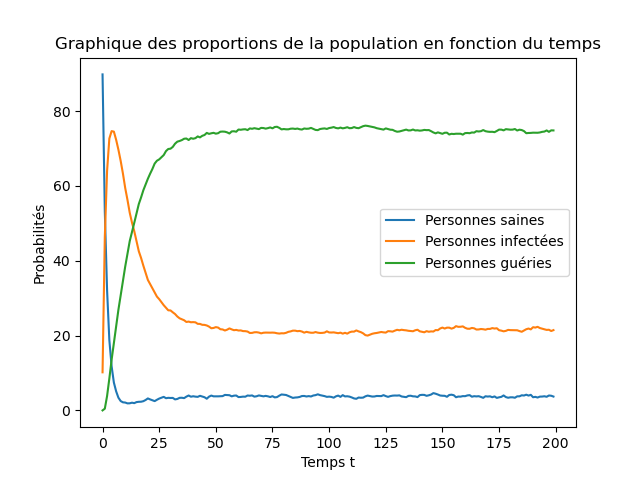 Graphique des proportions de la population en fonction du temps
80
60
40
20
0
Probabilités
Personnes saines
Personnes infectées
Personnes guéries
0 25 50 75 100 125 150 175 200
Temps t